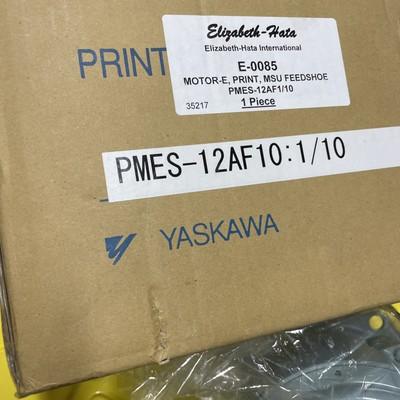 Elizabeth-Hata
Elizabeth-Hata International
E-0085
MOTOR-E, PRINT, MSU FEEDSHOE
PMES-12AF1/10
35217
1 Piece
PRINT
PMES-12AF10:1/10
YASKAWA